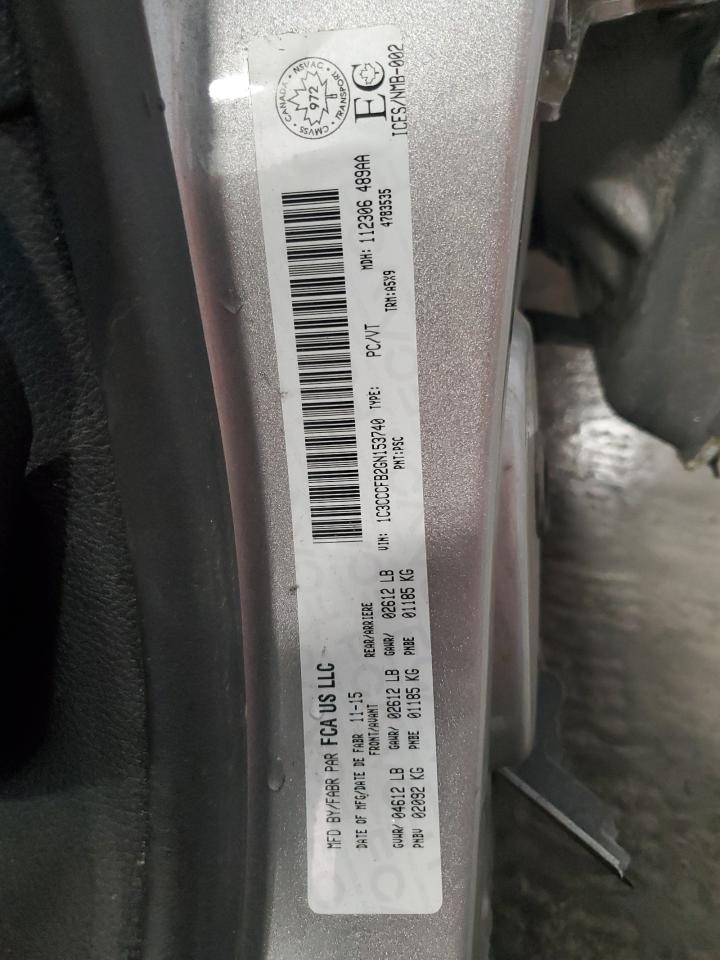 MFD BY/FABR PAR FCA US LLC
DATE OF MFG/DATE DE FABR 11-15
FRONT/AVANT REAR/ARRIERE
GVWR/ 04612 LB GAWR/ 02612 LB GAWR/ 02612 LB
PNBV 02092 KG PNBE 01185 KG PNBE 01185 KG
VIN: 1C3CCCFB2GN153740 TYPE: PC/VT MDH: 112306 489AA
PNT:PSC TRM:A5X9 4783535
CANADA • NSVAC • TRANSPORT • CMVSS •
972
EC
ICES/NMB-002